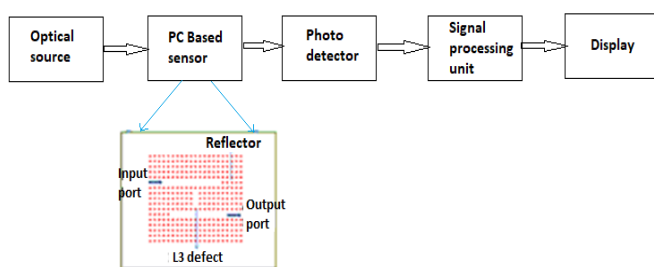 Optical
source
PC Based
sensor
Photo
detector
Signal
processing
unit
Display
Reflector
Input
port
Output
port
L3 defect